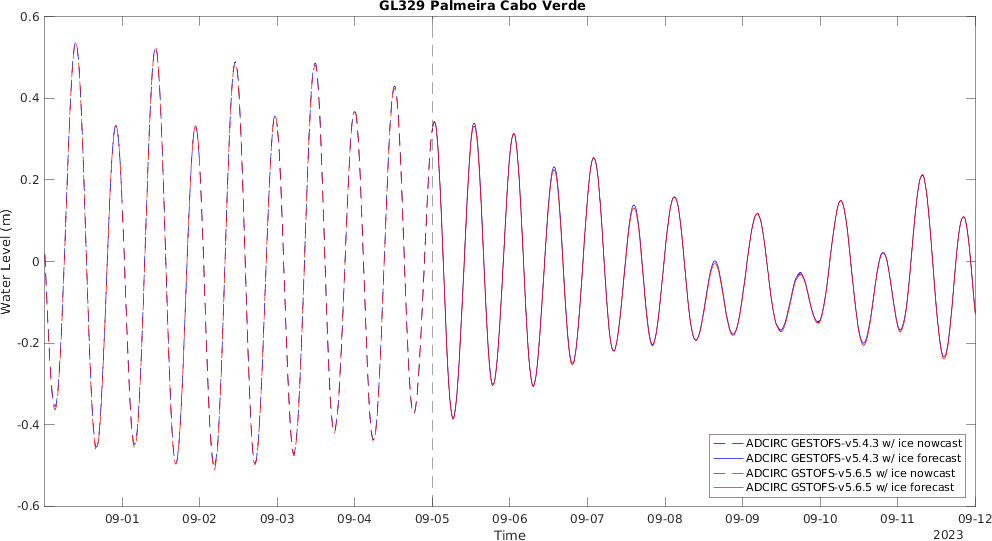 GL329 Palmeira Cabo Verde
0.6
0.4
0.2
0
-0.2
-0.4
-0.6
Water Level (m)
09-01 09-02 09-03 09-04 09-05 09-06 09-07 09-08 09-09 09-10 09-11 09-12
Time
2023
ADCIRC GESTOFS-v5.4.3 w/ ice nowcast
ADCIRC GESTOFS-v5.4.3 w/ ice forecast
ADCIRC GSTOFS-v5.6.5 w/ ice nowcast
ADCIRC GSTOFS-v5.6.5 w/ ice forecast